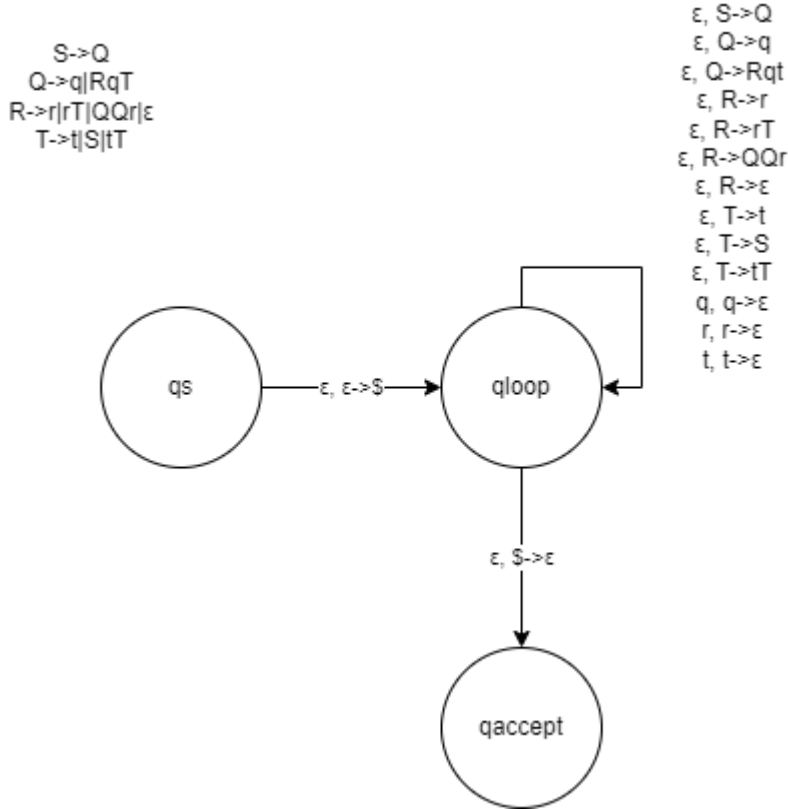 S->Q
Q->q|RqT
R->r|rT|QQr|ε
T->t|S|tT
ε, S->Q
ε, Q->q
ε, Q->Rqt
ε, R->r
ε, R->rT
ε, R->QQr
ε, R->ε
ε, T->t
ε, T->S
ε, T->tT
q, q->ε
r, r->ε
t, t->ε
qs
ε, ε->$
qloop
ε, $->ε
qaccept